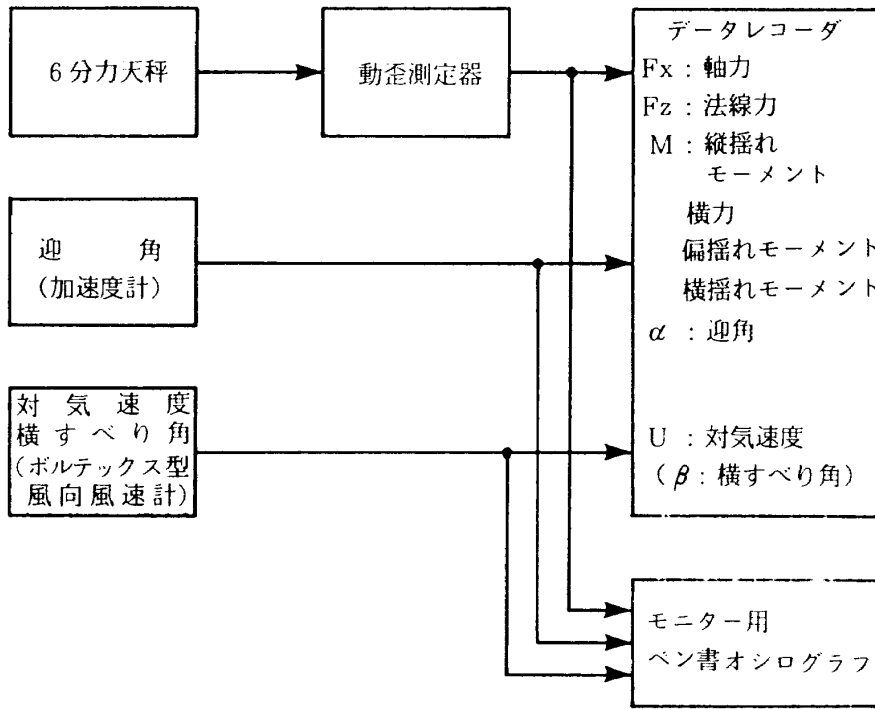 6分力天秤
動歪測定器
データレコーダ
Fx：軸力
Fz：法線力
M：縦揺れ
モーメント
横力
偏揺れモーメント
横揺れモーメント
α：迎角
U：対気速度
（β：横すべり角）
迎角
(加速度計)
対気速度
横すべり角
(ボルテックス型
風向風速計)
モニター用
ペン書オシログラフ